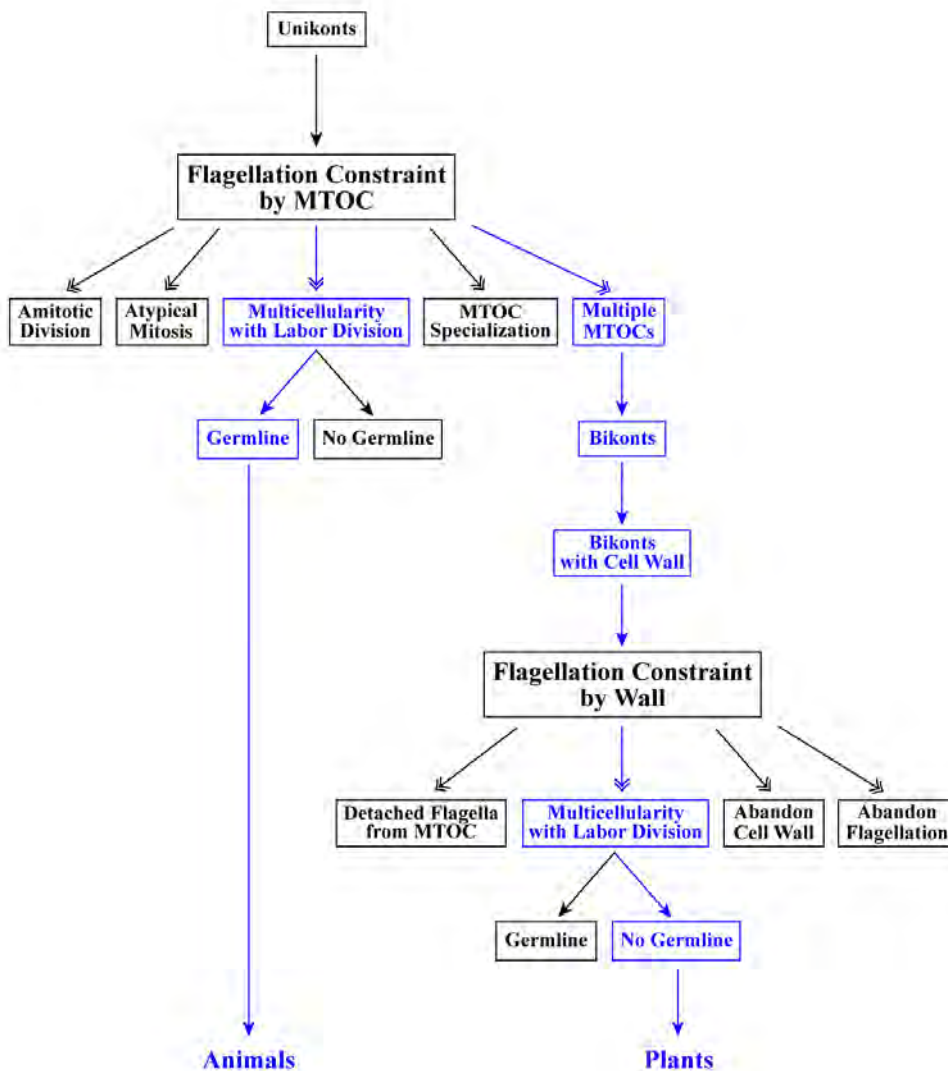 Unikonts
Flagellation Constraint
by MTOC
Amitotic
Division
Atypical
Mitosis
Multicellularity
with Labor Division
MTOC
Specialization
Multiple
MTOCs
Germline
No Germline
Bikonts
Bikonts
with Cell Wall
Flagellation Constraint
by Wall
Detached Flagella
from MTOC
Multicellularity
with Labor Division
Abandon
Cell Wall
Abandon
Flagellation
Germline
No Germline
Animals
Plants